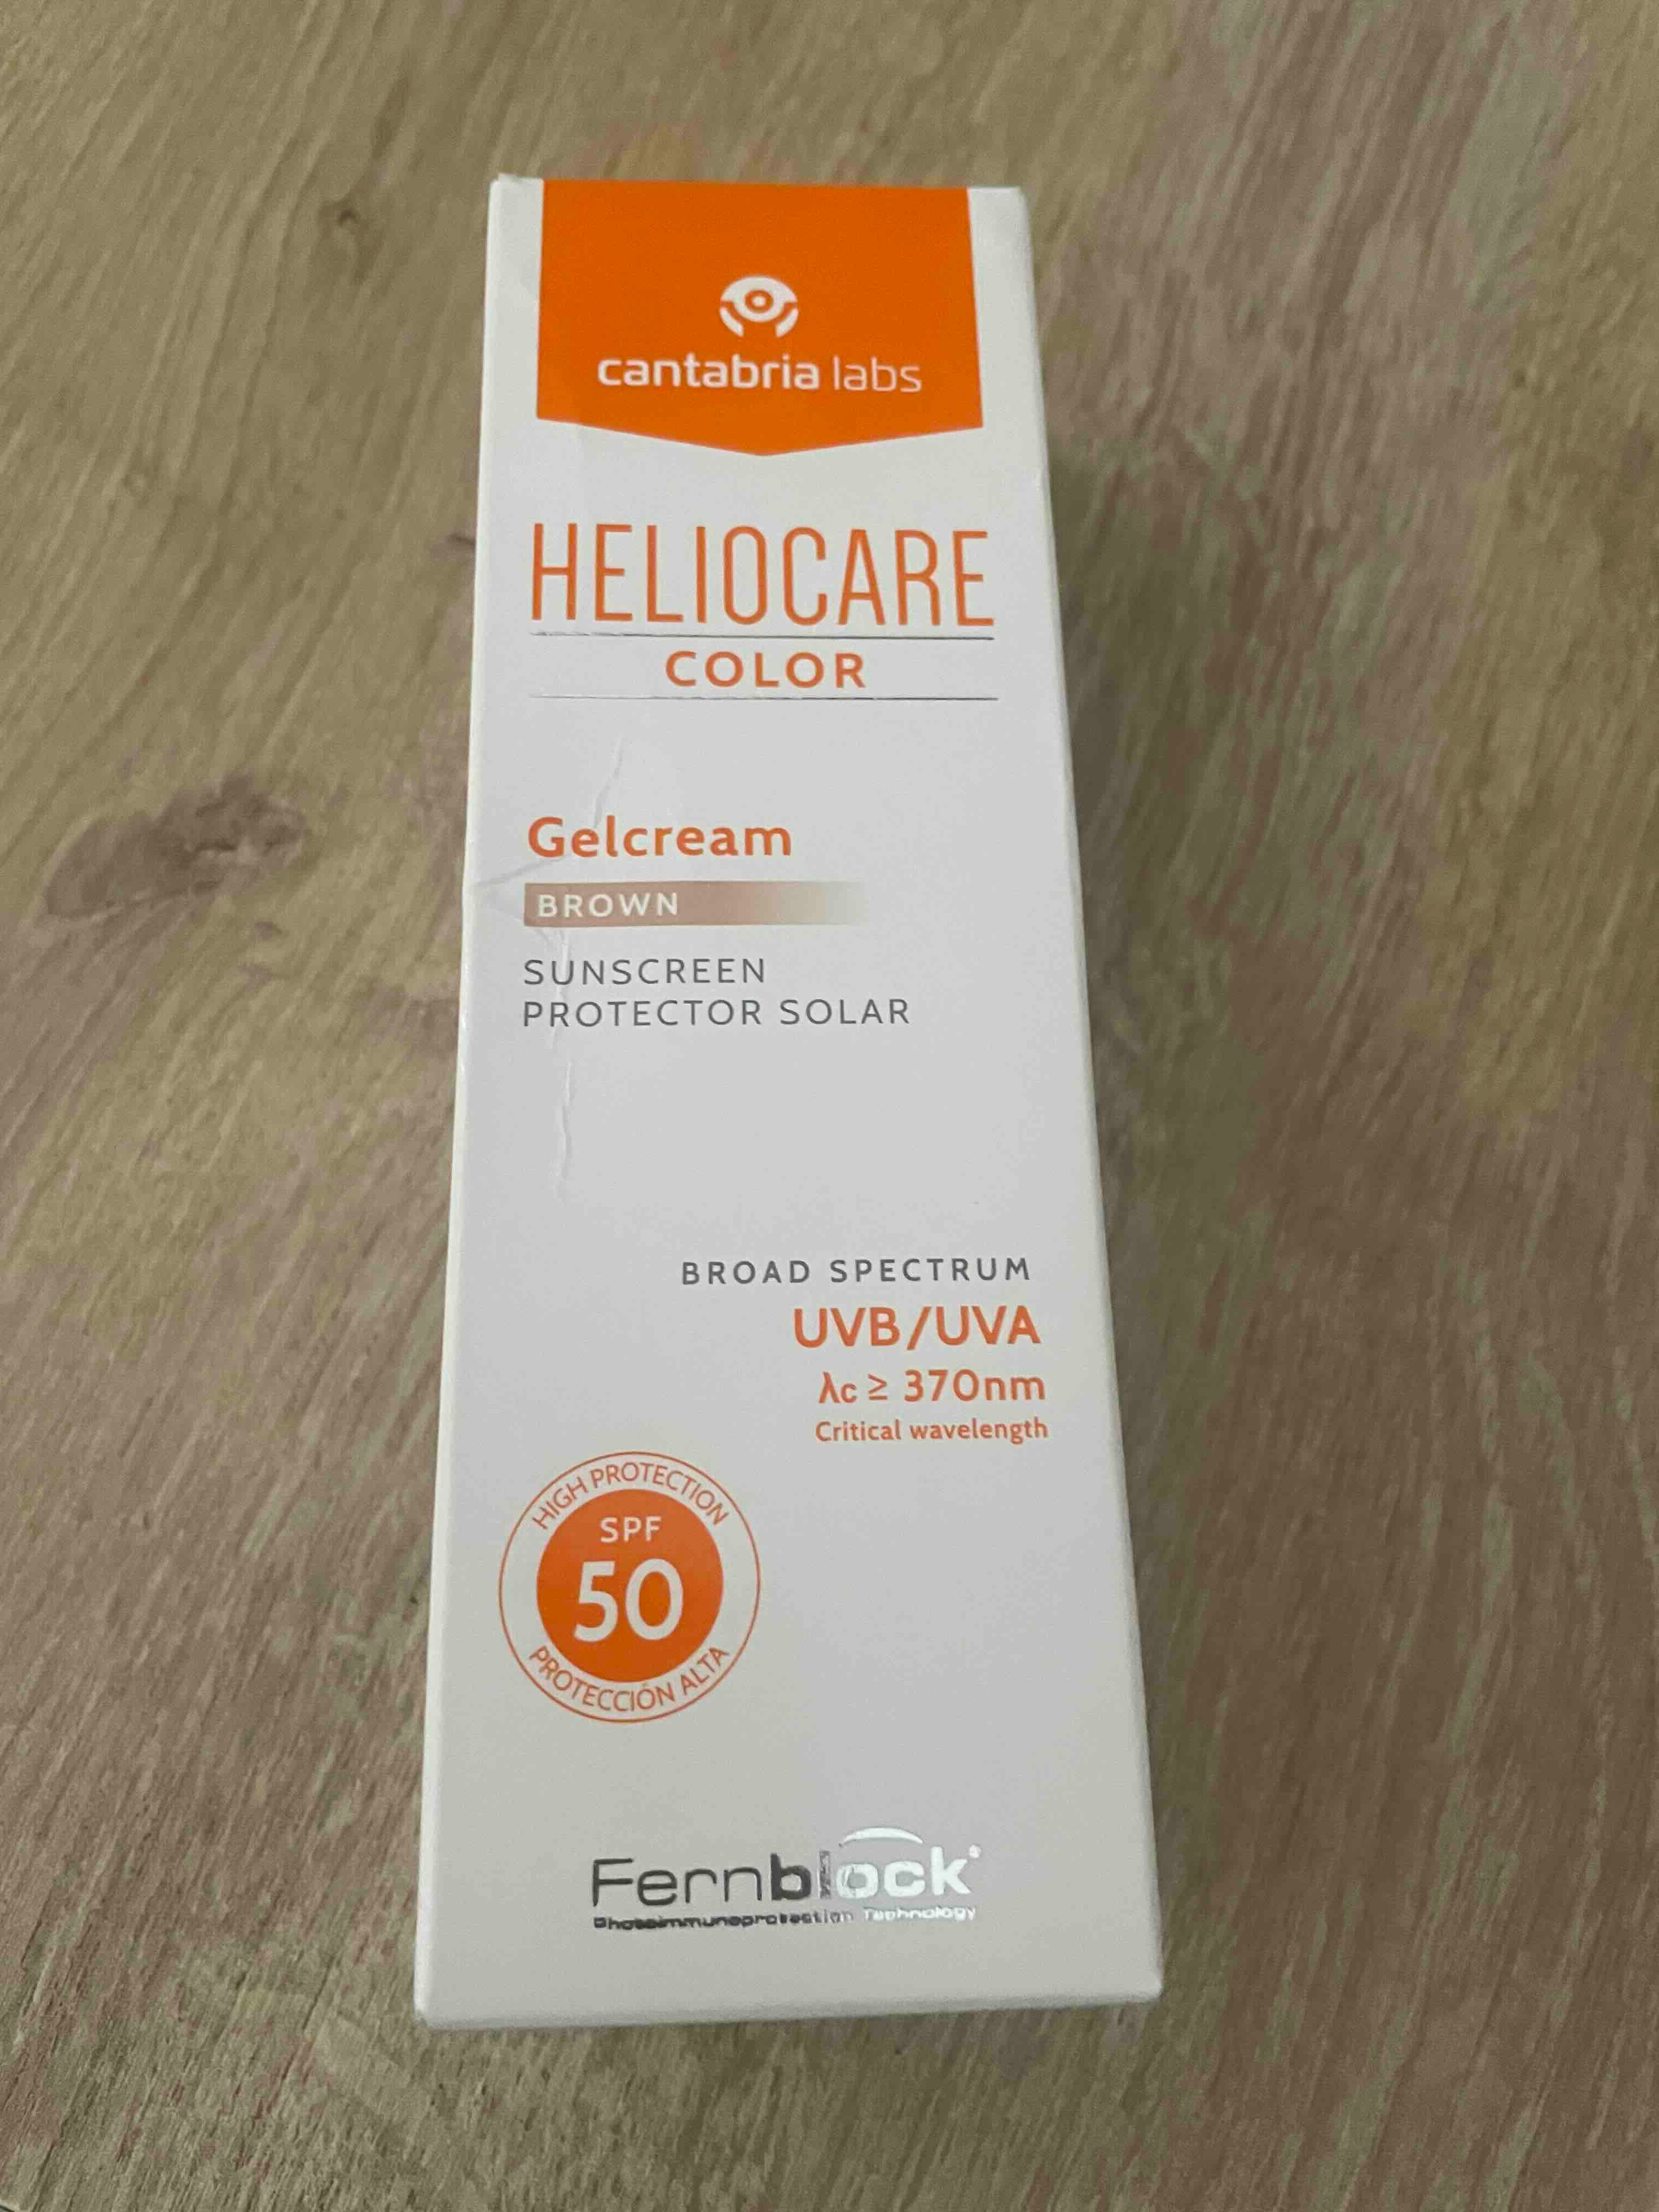 cantabria labs
HELIOCARE
COLOR
Gelcream
BROWN
SUNSCREEN
PROTECTOR SOLAR
BROAD SPECTRUM
UVB/UVA
λc ≥ 370nm
Critical wavelength
HIGH PROTECTION
SPF
50
PROTECCIÓN ALTA
Fernblock®
Photoimmunoprotection Technology